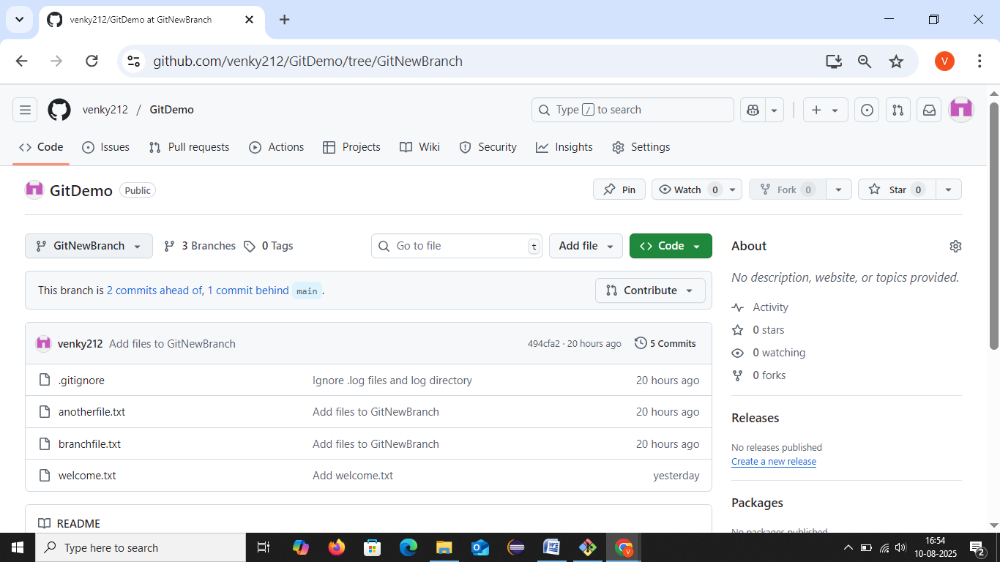 venky212/GitDemo at GitNewBranch
github.com/venky212/GitDemo/tree/GitNewBranch
V
venky212 / GitDemo
Type / to search
Code Issues Pull requests Actions Projects Wiki Security Insights Settings
GitDemo Public
Pin Watch 0 Fork 0 Star 0
GitNewBranch 3 Branches 0 Tags Go to file t Add file <> Code
About
No description, website, or topics provided.
This branch is 2 commits ahead of, 1 commit behind main .
Contribute
Activity
0 stars
0 watching
0 forks
venky212 Add files to GitNewBranch 494cfa2 · 20 hours ago 5 Commits
.gitignore Ignore .log files and log directory 20 hours ago
anotherfile.txt Add files to GitNewBranch 20 hours ago
branchfile.txt Add files to GitNewBranch 20 hours ago
welcome.txt Add welcome.txt yesterday
Releases
No releases published
Create a new release
Packages
No packages published
README
Type here to search
16:54
10-08-2025
2